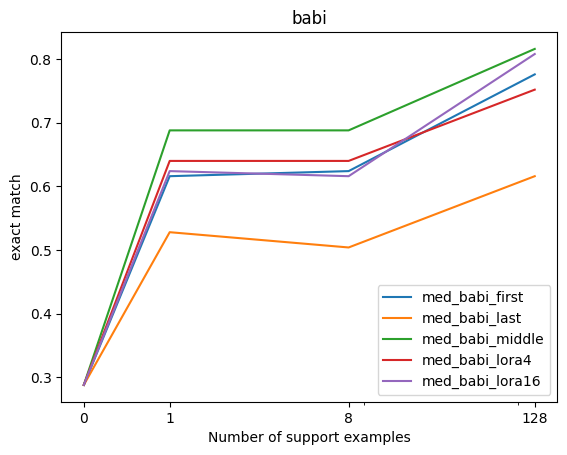 babi
exact match
0.8
0.7
0.6
0.5
0.4
0.3
med_babi_first
med_babi_last
med_babi_middle
med_babi_lora4
med_babi_lora16
0 1 8 128
Number of support examples